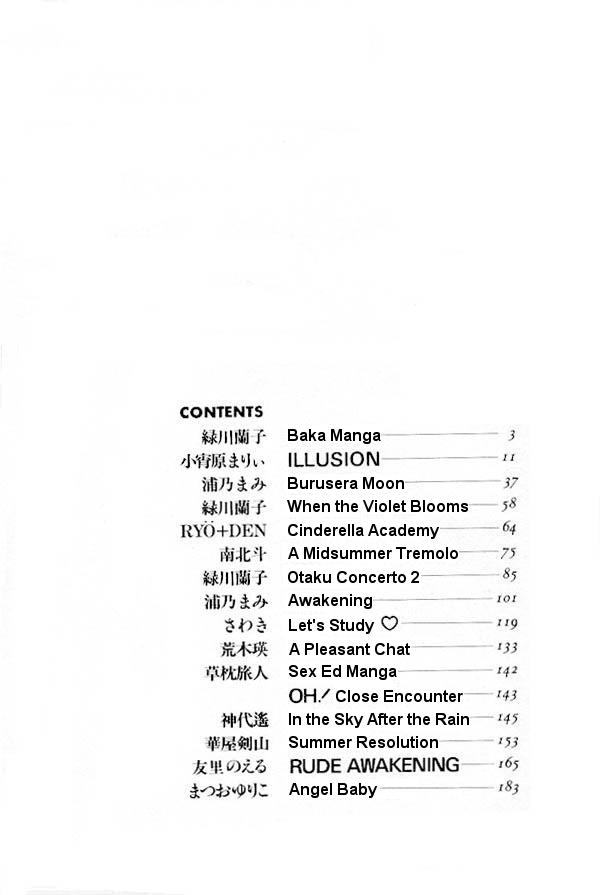 CONTENTS
緑川蘭子 Baka Manga 3
小宵原まりぃ ILLUSION 11
浦乃まみ Burusera Moon 37
緑川蘭子 When the Violet Blooms 58
RYÖ+DEN Cinderella Academy 64
南北斗 A Midsummer Tremolo 75
緑川蘭子 Otaku Concerto 2 85
浦乃まみ Awakening 101
さわき Let's Study ♡ 119
荒木瑛 A Pleasant Chat 133
草枕旅人 Sex Ed Manga 142
OH! Close Encounter 143
神代遙 In the Sky After the Rain 145
華屋剣山 Summer Resolution 153
友里のえる RUDE AWAKENING 165
まつおゆりこ Angel Baby 183